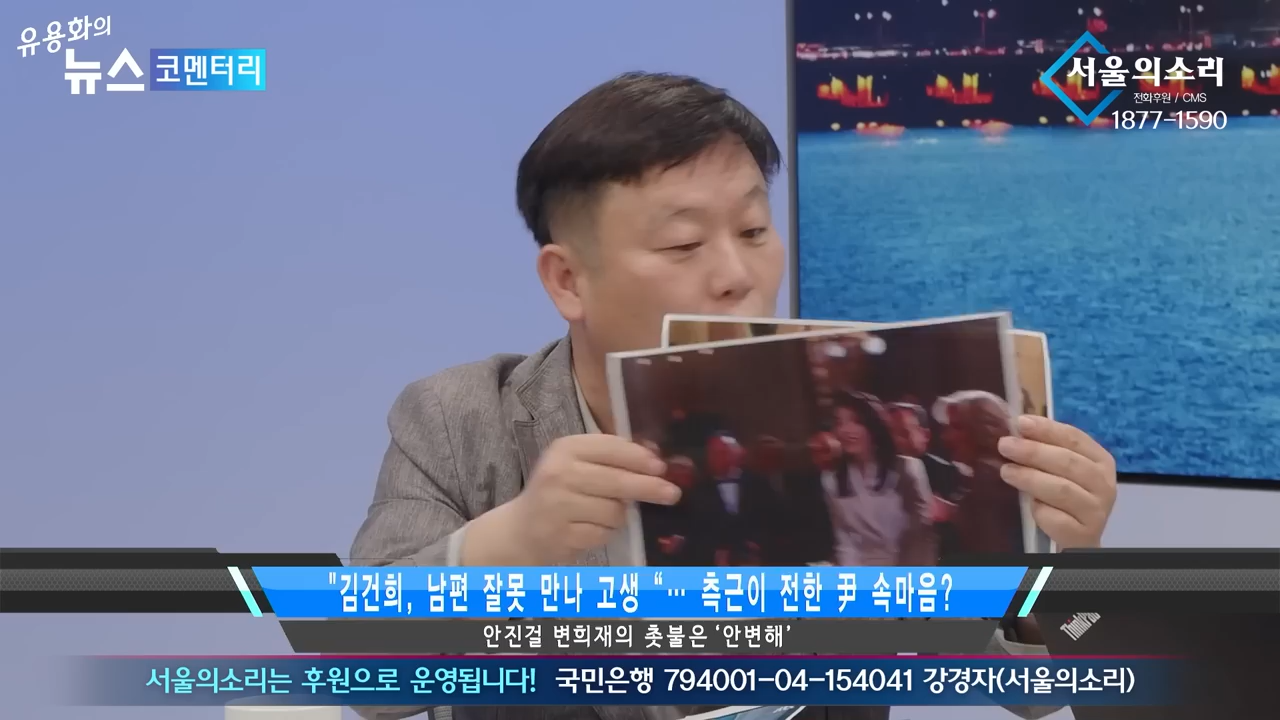 유용화의
뉴스 코멘터리
서울의소리
전화후원 / CMS
1877-1590
"김건희, 남편 잘못 만나 고생 “… 측근이 전한 尹 속마음?
안진걸 변희재의 촛불은 ‘안변해’
서울의소리는 후원으로 운영됩니다! 국민은행 794001-04-154041 강경자(서울의소리)